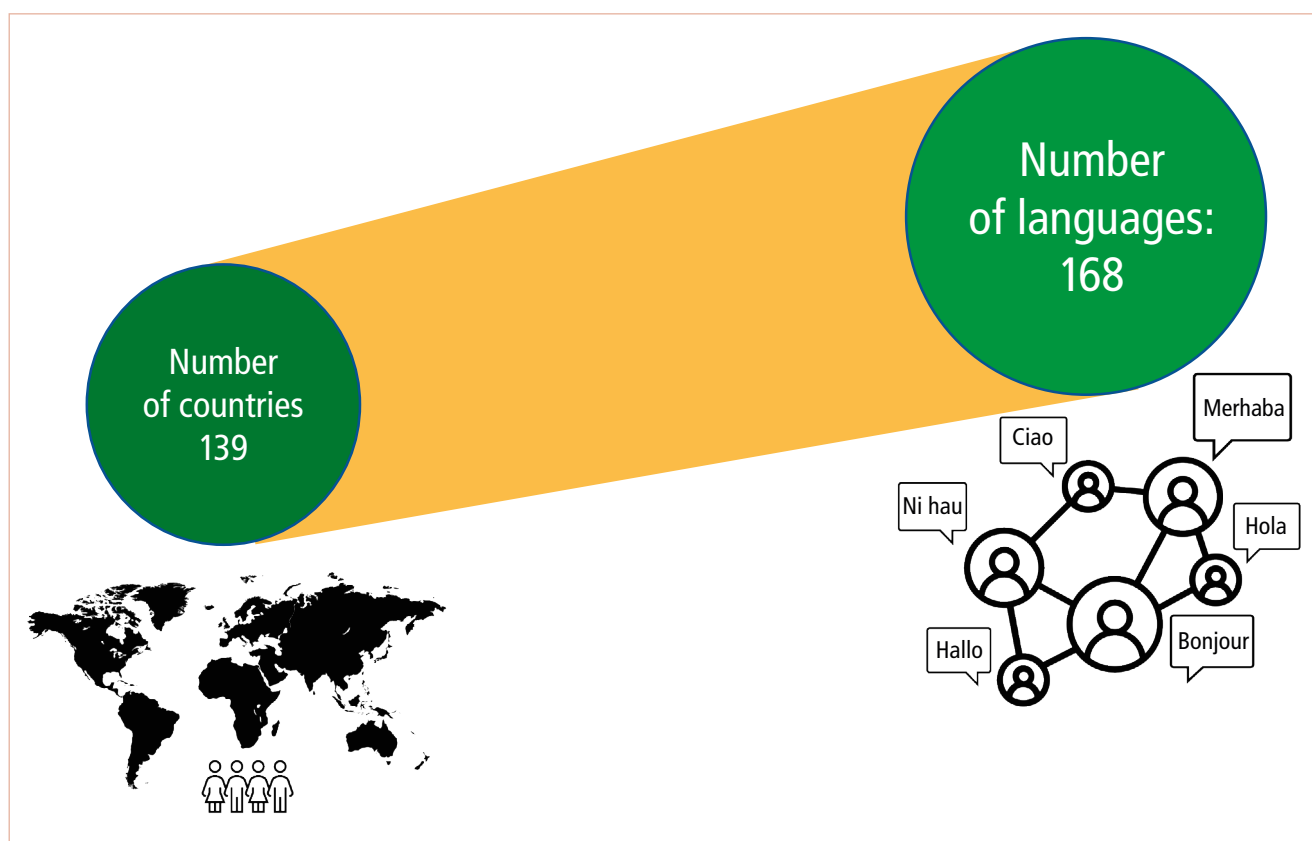 Number
of countries
139
Number
of languages:
168
Merhaba
Ciao
Ni hau
Hola
Hallo
Bonjour